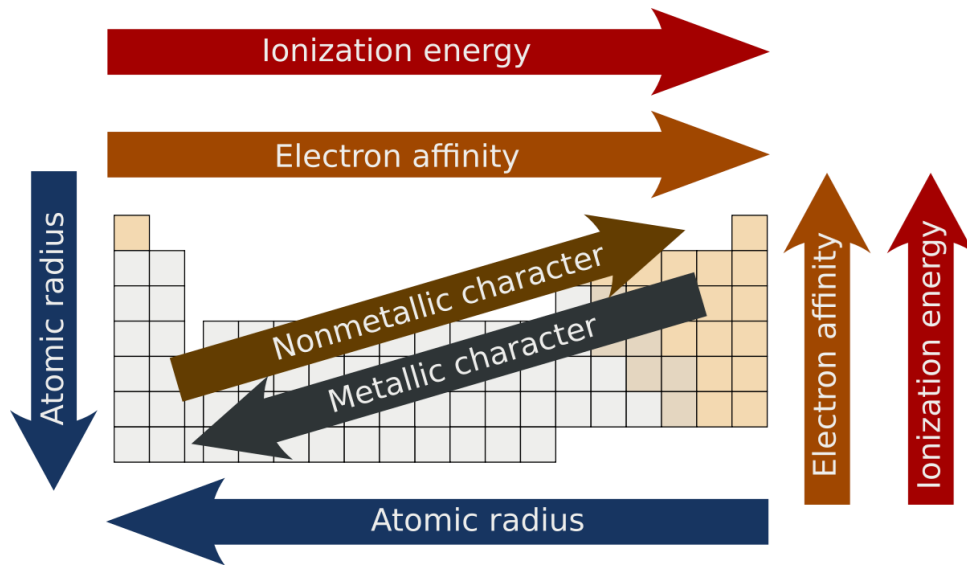 Ionization energy
Electron affinity
Atomic radius
Nonmetallic character
Metallic character
Electron affinity
Ionization energy
Atomic radius